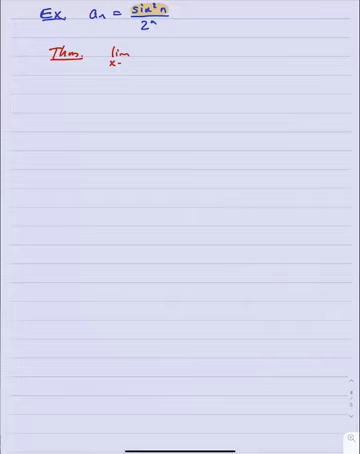 Ex. aₙ = sin²n / 2ⁿ
Thm. lim x-